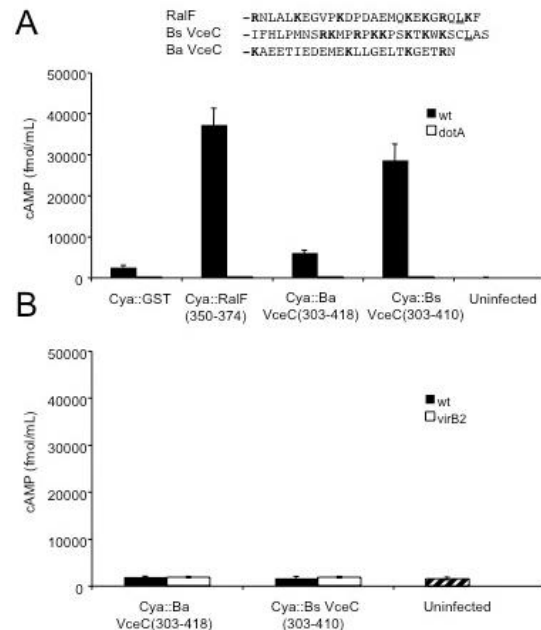 A
RalF -RNLALKEGVPKDPDAEMQKEKGRQLKF
Bs VceC -IFHLPMNSRKMPRPKKPSKTKWKSCLAS
Ba VceC -KAEETIEDEMEKLLGELTKGETRN
50000
40000
30000
20000
10000
0
cAMP (fmol/mL)
wt
dotA
Cya::GST Cya::RalF Cya::Ba Cya::Bs Uninfected
(350-374) VceC(303-418) VceC(303-410)
B
50000
40000
30000
20000
10000
0
cAMP (fmol/mL)
wt
virB2
Cya::Ba Cya::Bs VceC Uninfected
VceC(303-418) (303-410)